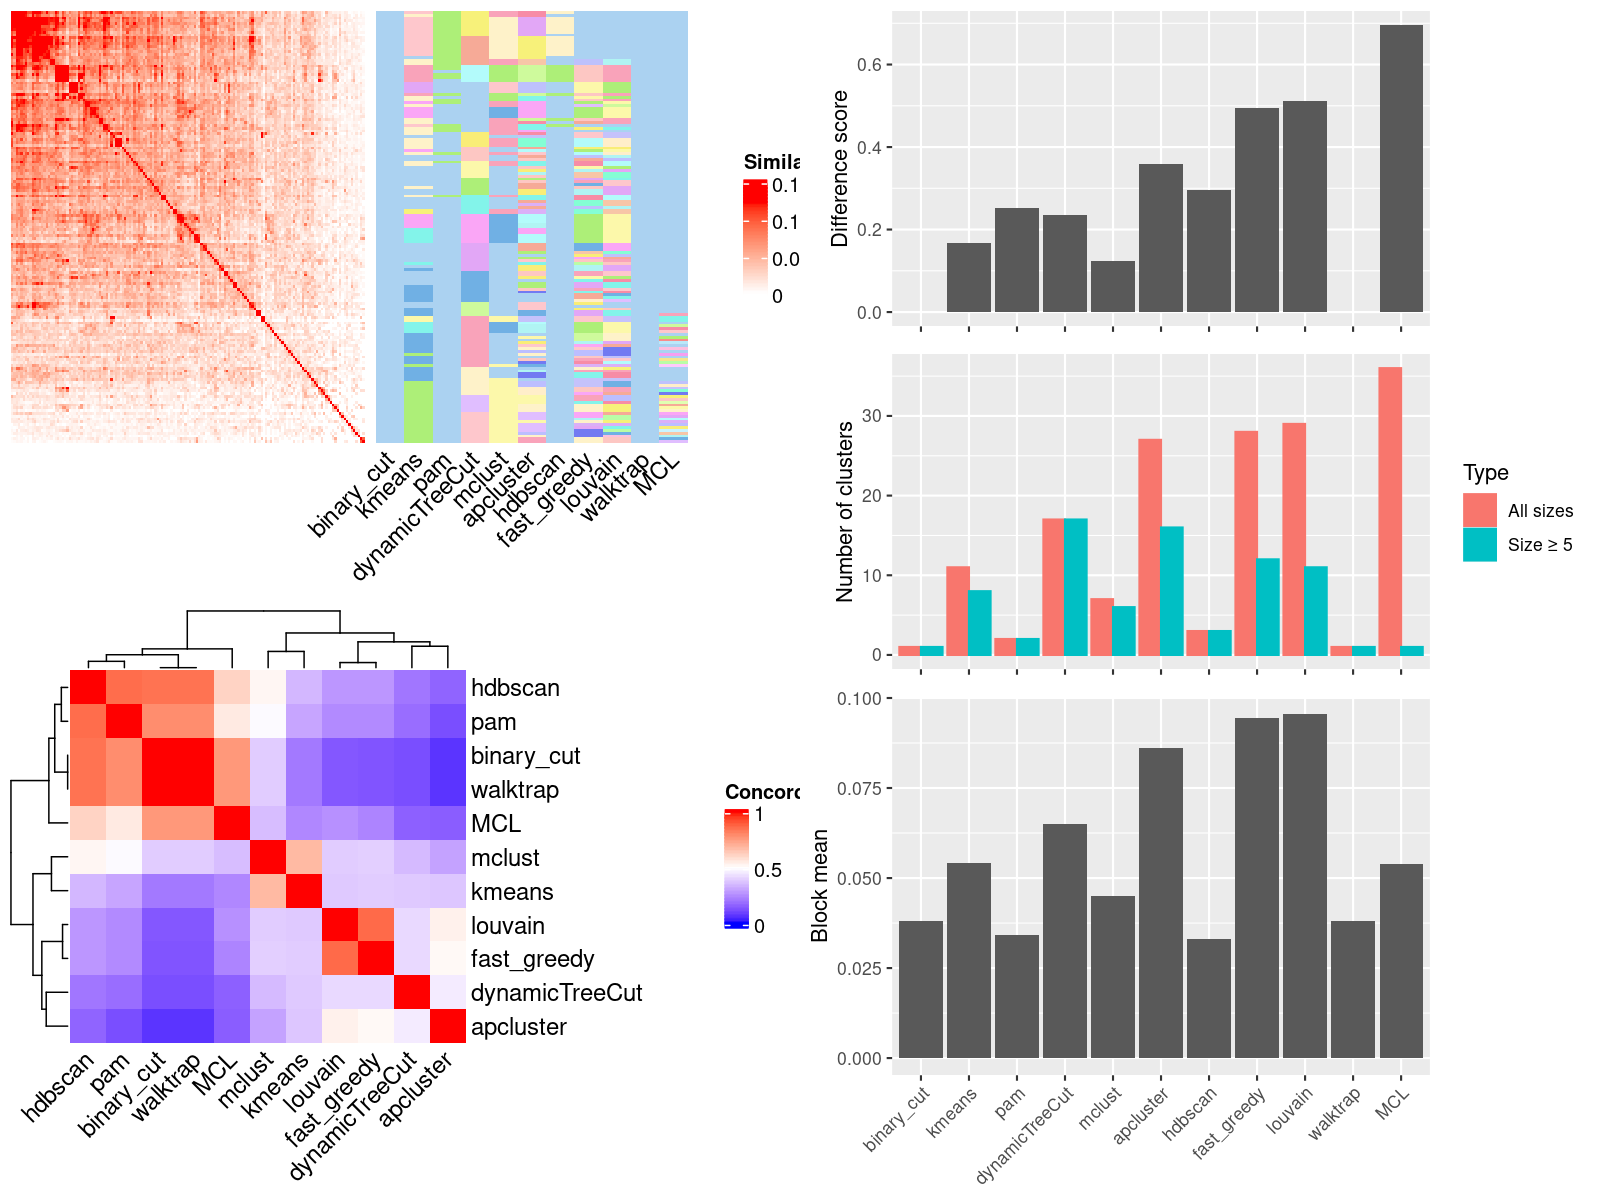 Simila
0.1
0.1
0.0
0
binary_cut
kmeans
pam
dynamicTreeCut
mclust
apcluster
hdbscan
fast_greedy
louvain
walktrap
MCL
hdbscan
pam
binary_cut
walktrap
MCL
mclust
kmeans
louvain
fast_greedy
dynamicTreeCut
apcluster
hdbscan
pam
binary_cut
walktrap
MCL
mclust
kmeans
louvain
fast_greedy
dynamicTreeCut
apcluster
Concord
1
0.5
0
Difference score
0.6
0.4
0.2
0.0
Number of clusters
30
20
10
0
Type
All sizes
Size ≥ 5
Block mean
0.100
0.075
0.050
0.025
0.000
binary_cut
kmeans
pam
dynamicTreeCut
mclust
apcluster
hdbscan
fast_greedy
louvain
walktrap
MCL